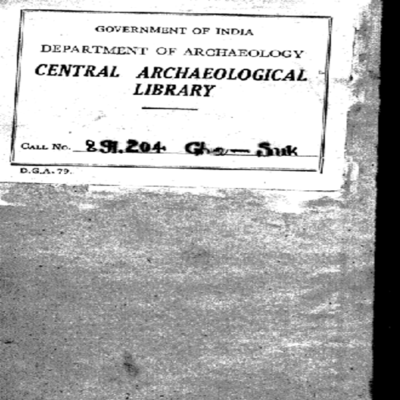 GOVERNMENT OF INDIA
DEPARTMENT OF ARCHAEOLOGY
CENTRAL ARCHAEOLOGICAL
LIBRARY
CALL No. 891.204 Gho-Suk
D.G.A. 79.